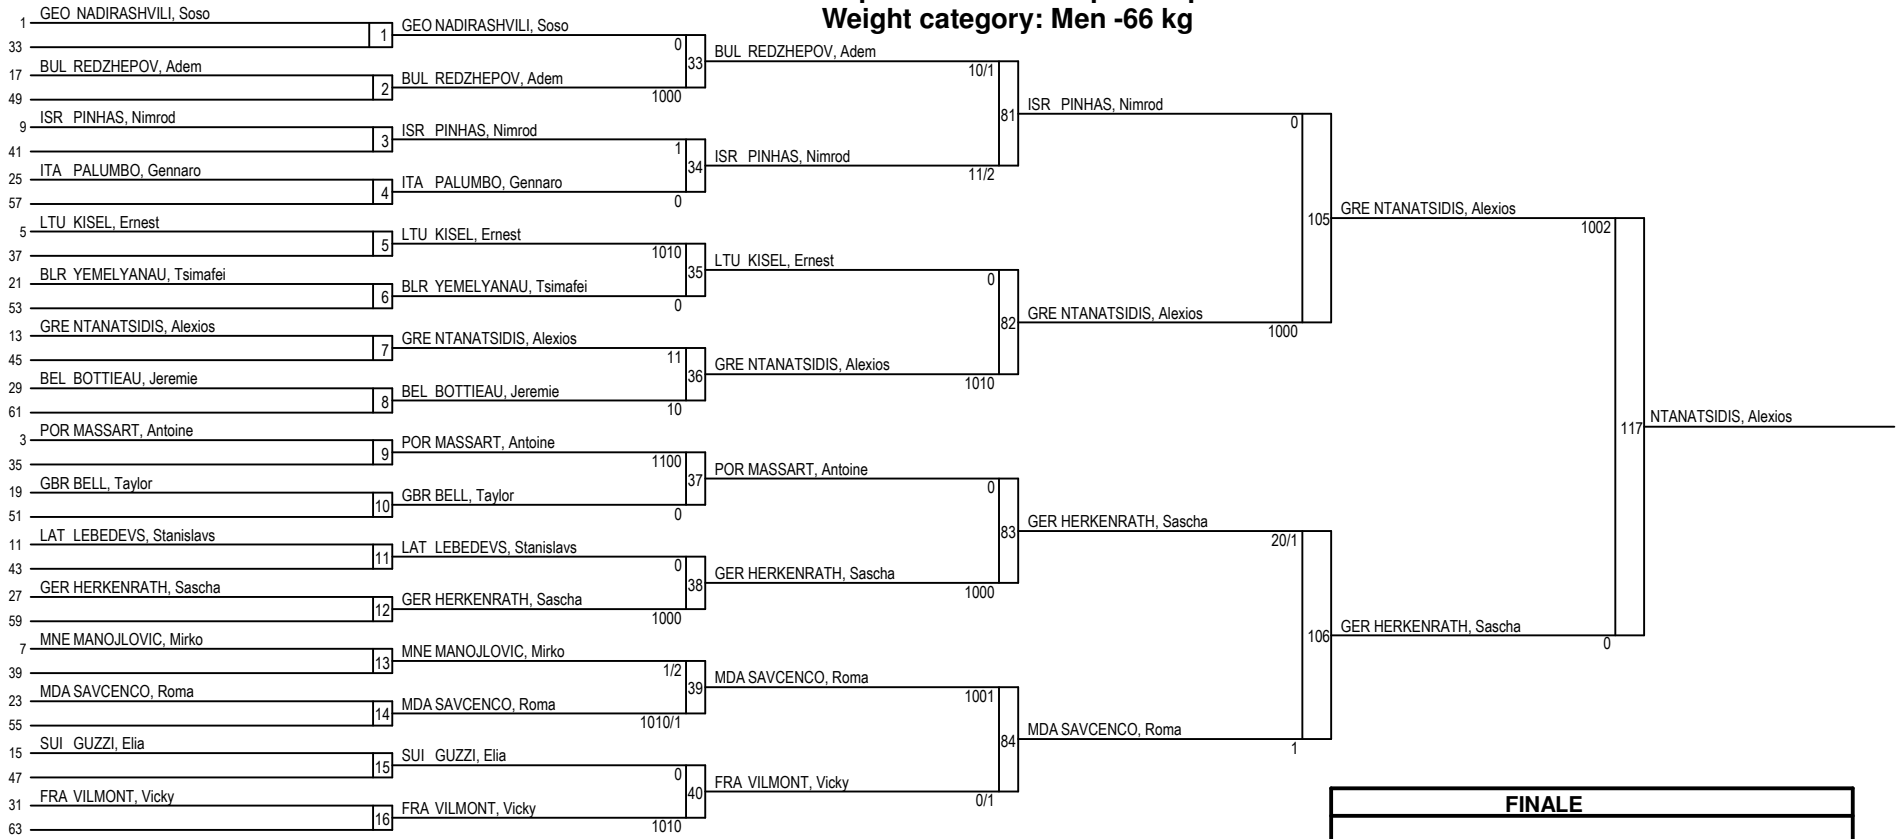 Weight category: Men -66 kg
1 GEO NADIRASHVILI, Soso
33
1
17 BUL REDZHEPOV, Adem
49
2
9 ISR PINHAS, Nimrod
41
3
25 ITA PALUMBO, Gennaro
57
4
5 LTU KISEL, Ernest
37
5
21 BLR YEMELYANAU, Tsimafei
53
6
13 GRE NTANATSIDIS, Alexios
45
7
29 BEL BOTTIEAU, Jeremie
61
8
3 POR MASSART, Antoine
35
9
19 GBR BELL, Taylor
51
10
11 LAT LEBEDEVS, Stanislavs
43
11
27 GER HERKENRATH, Sascha
59
12
7 MNE MANOJLOVIC, Mirko
39
13
23 MDA SAVCENCO, Roma
55
14
15 SUI GUZZI, Elia
47
15
31 FRA VILMONT, Vicky
63
16
GEO NADIRASHVILI, Soso
0
33
BUL REDZHEPOV, Adem
1000
ISR PINHAS, Nimrod
1
34
ITA PALUMBO, Gennaro
0
LTU KISEL, Ernest
1010
35
BLR YEMELYANAU, Tsimafei
0
GRE NTANATSIDIS, Alexios
11
36
BEL BOTTIEAU, Jeremie
10
POR MASSART, Antoine
1100
37
GBR BELL, Taylor
0
LAT LEBEDEVS, Stanislavs
0
38
GER HERKENRATH, Sascha
1000
MNE MANOJLOVIC, Mirko
1/2
39
MDA SAVCENCO, Roma
1010/1
SUI GUZZI, Elia
0
40
FRA VILMONT, Vicky
1010
BUL REDZHEPOV, Adem
10/1
81
ISR PINHAS, Nimrod
11/2
LTU KISEL, Ernest
0
82
GRE NTANATSIDIS, Alexios
1010
POR MASSART, Antoine
0
83
GER HERKENRATH, Sascha
1000
MDA SAVCENCO, Roma
1001
84
FRA VILMONT, Vicky
0/1
ISR PINHAS, Nimrod
0
105
GRE NTANATSIDIS, Alexios
1000
GER HERKENRATH, Sascha
20/1
106
MDA SAVCENCO, Roma
1
GRE NTANATSIDIS, Alexios
1002
117
GER HERKENRATH, Sascha
0
NTANATSIDIS, Alexios
FINALE